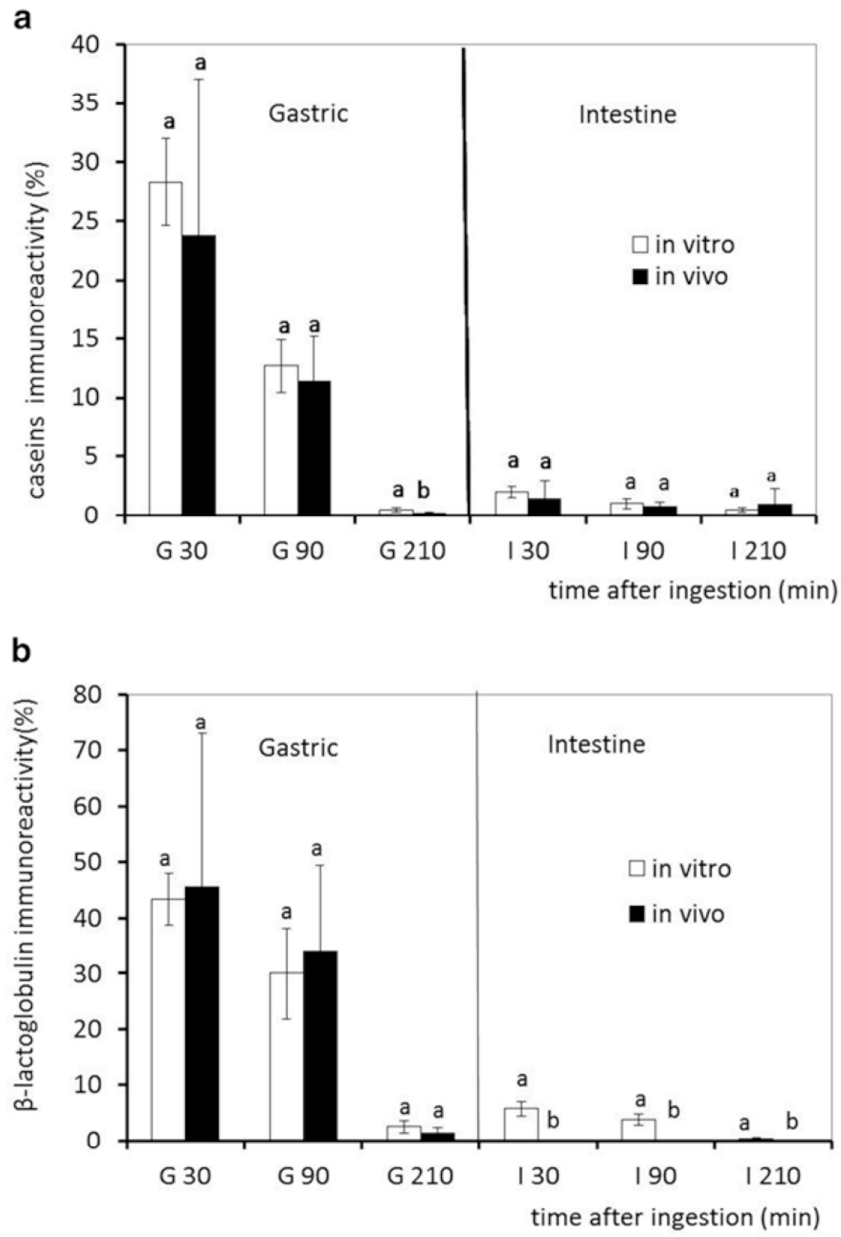 a
caseins immunoreactivity (%)
40
35
30
25
20
15
10
5
0
Gastric
Intestine
in vitro
in vivo
a a
a a
a b
a a
a a
a a
G 30 G 90 G 210 I 30 I 90 I 210
time after ingestion (min)
b
β-lactoglobulin immunoreactivity(%)
80
70
60
50
40
30
20
10
0
Gastric
Intestine
in vitro
in vivo
a a
a a
a a
a b
a b
a b
G 30 G 90 G 210 I 30 I 90 I 210
time after ingestion (min)